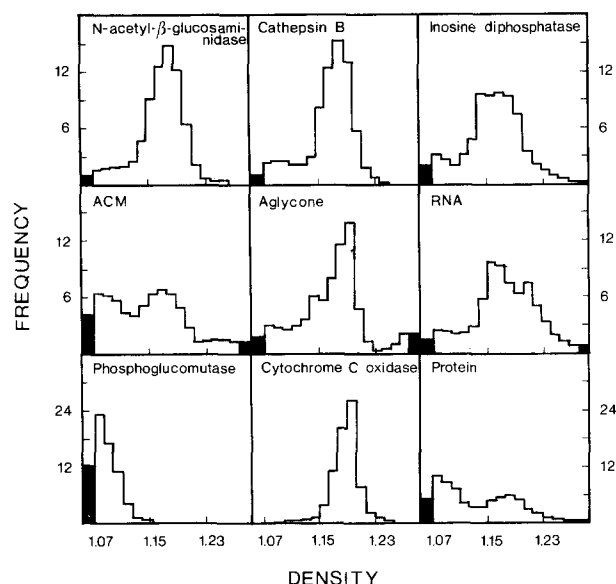 N-acetyl-β-glucosami-
nidase
Cathepsin B
Inosine diphosphatase
12
6
12
6
ACM
Aglycone
RNA
12
6
12
6
FREQUENCY
Phosphoglucomutase
Cytochrome C oxidase
Protein
24
12
24
12
1.07
1.15
1.23
1.07
1.15
1.23
1.07
1.15
1.23
DENSITY